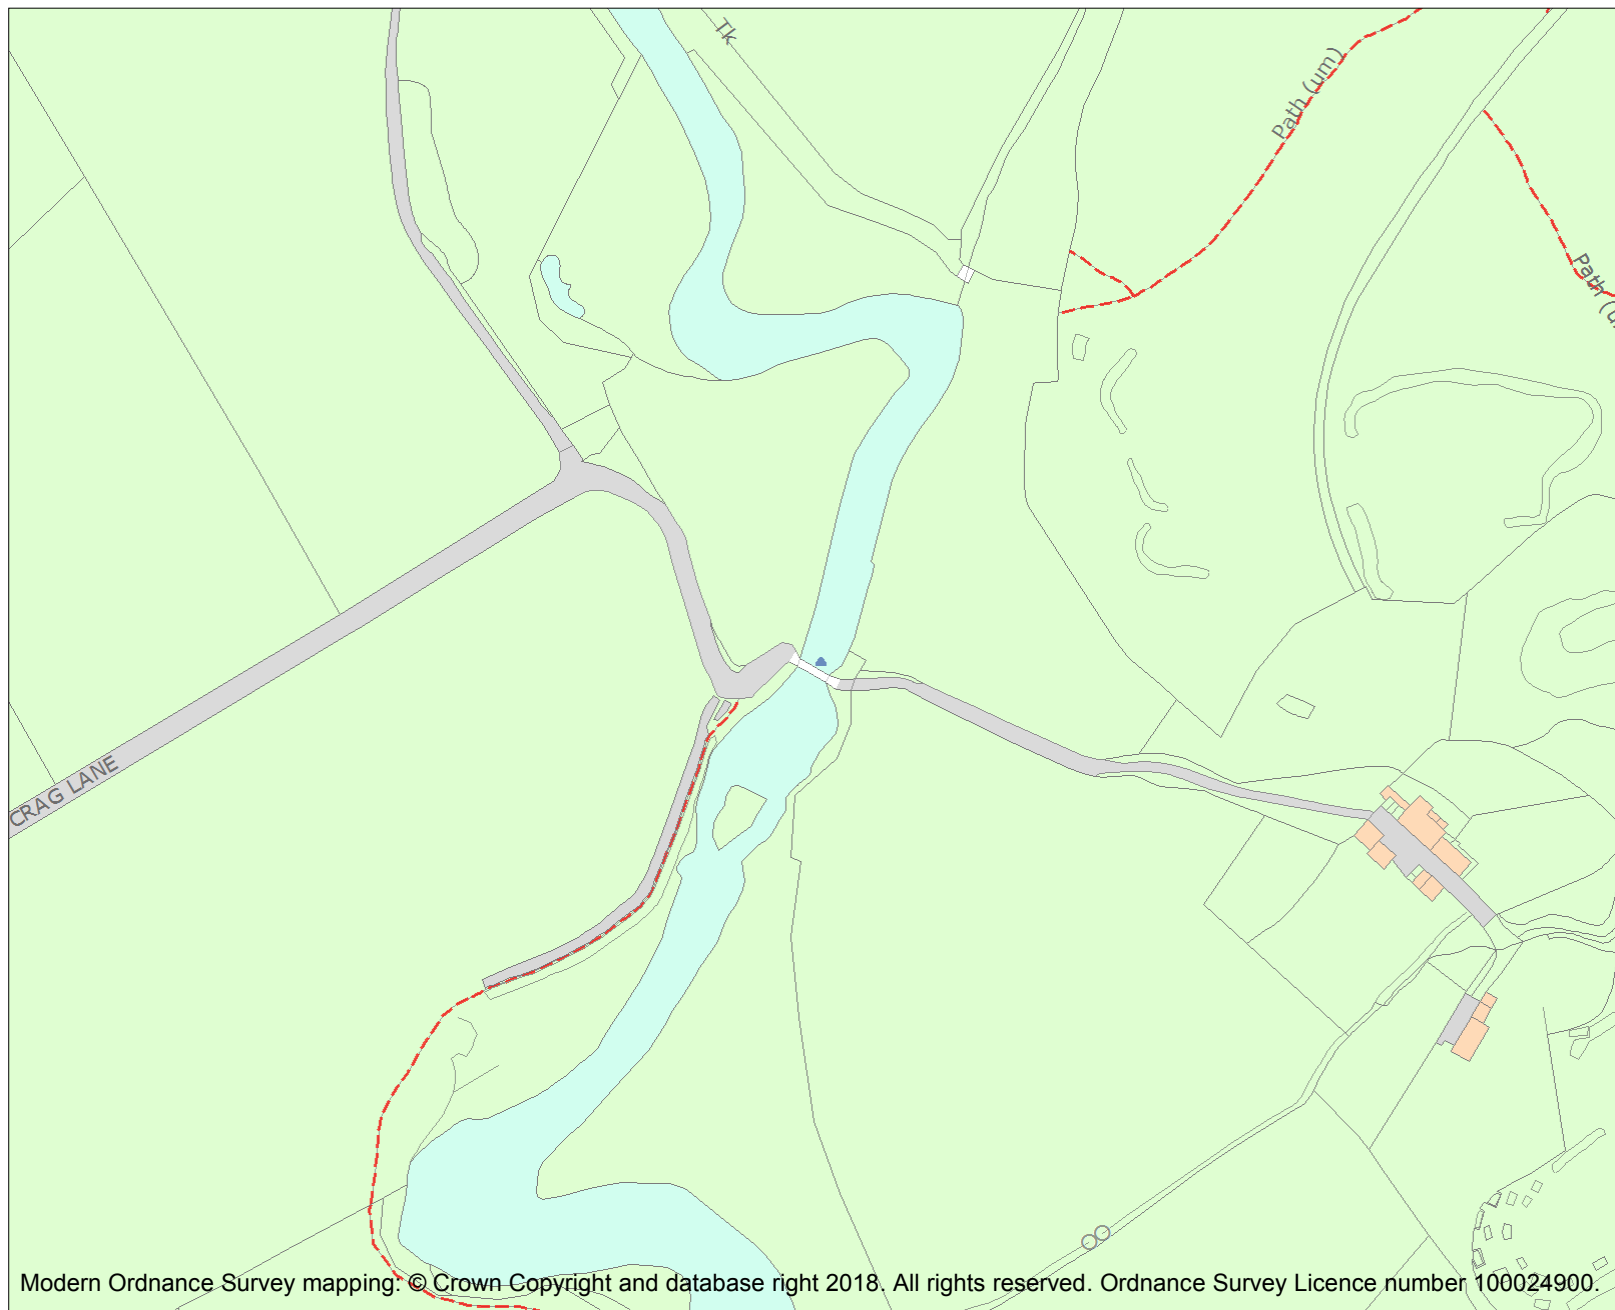 Tk
Path (um)
Path (u
CRAG LANE
Modern Ordnance Survey mapping: © Crown Copyright and database right 2018. All rights reserved. Ordnance Survey Licence number 100024900.